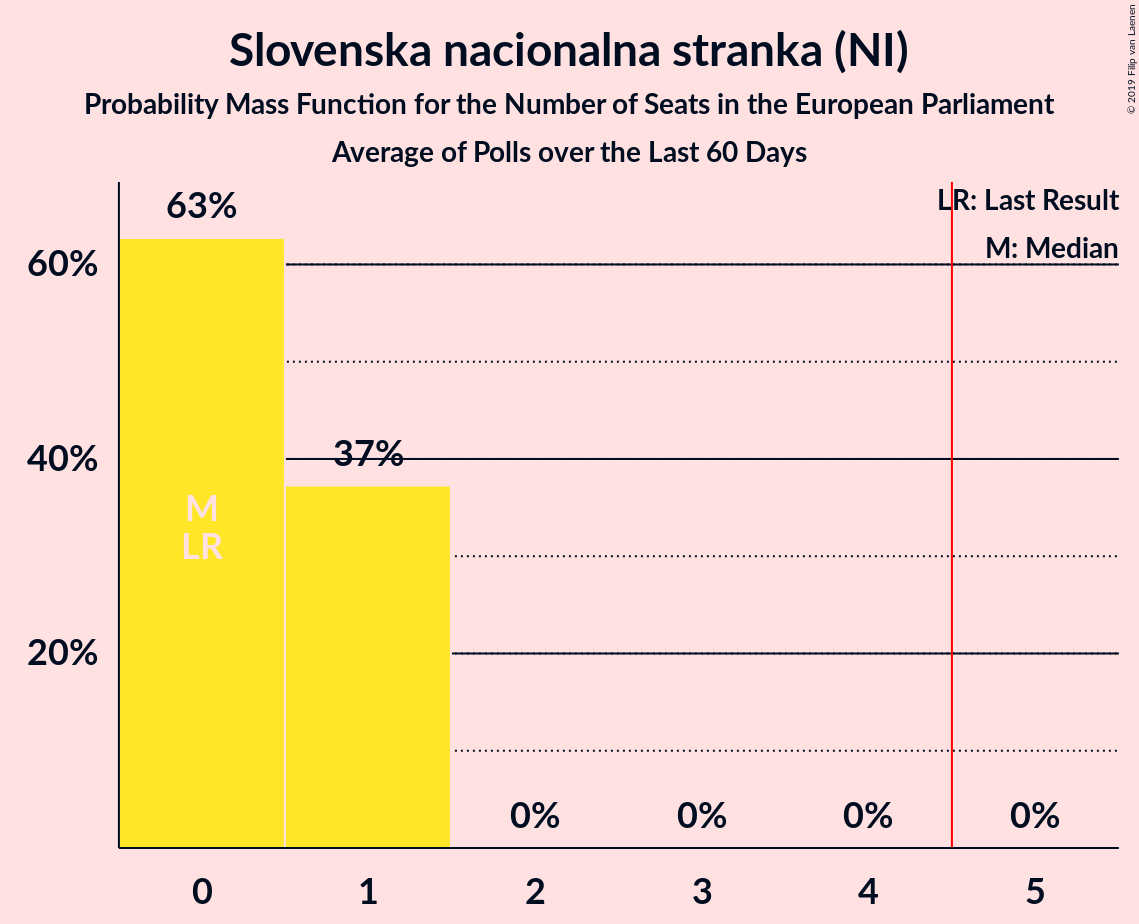 Slovenska nacionalna stranka (NI)
Probability Mass Function for the Number of Seats in the European Parliament
Average of Polls over the Last 60 Days
© 2019 Filip van Laenen
LR: Last Result
M: Median
63%
60%
37%
40%
M
LR
20%
0% 0% 0% 0%
0 1 2 3 4 5